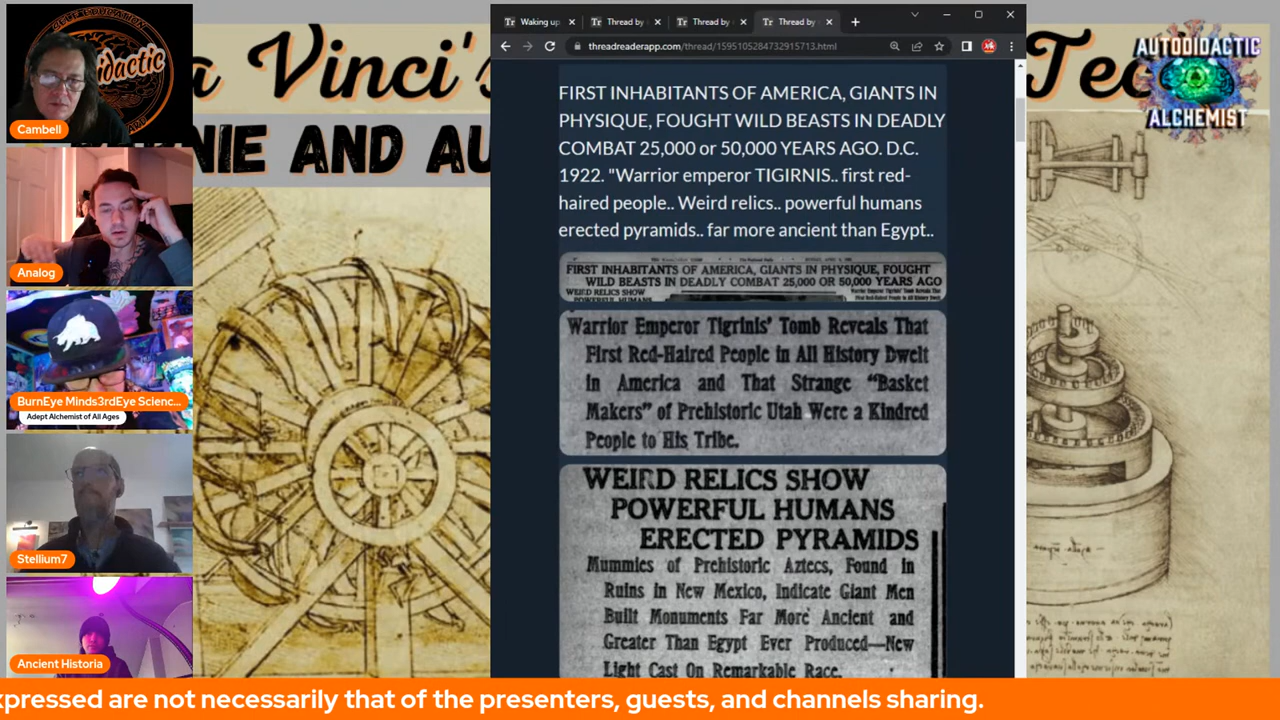 a Vinci's
Tec
NIE AND AU
didactic
Cambell
Analog
BurnEye Minds3rdEye Scienc...
Adept Alchemist of All Ages
Stellium7
Ancient Historia
AUTODIDACTIC
ALCHEMIST
Waking up
Thread by
Thread by
Thread by
threadreaderapp.com/thread/1595105284732915713.html
FIRST INHABITANTS OF AMERICA, GIANTS IN
PHYSIQUE, FOUGHT WILD BEASTS IN DEADLY
COMBAT 25,000 or 50,000 YEARS AGO. D.C.
1922. "Warrior emperor TIGIRNIS.. first red-
haired people.. Weird relics.. powerful humans
erected pyramids.. far more ancient than Egypt..
FIRST INHABITANTS OF AMERICA, GIANTS IN PHYSIQUE, FOUGHT
WILD BEASTS IN DEADLY COMBAT 25,000 OR 50,000 YEARS AGO
WEIRD RELICS SHOW
POWERFUL HUMANS
Warrior Emperor Tigrinis' Tomb Reveals That
First Red-Haired People in All History Dwelt
in America and That Strange "Basket
Makers" of Prehistoric Utah Were a Kindred
People to His Tribe.
WEIRD RELICS SHOW
POWERFUL HUMANS
ERECTED PYRAMIDS
Mummies of Prehistoric Aztecs, Found in
Ruins in New Mexico, Indicate Giant Men
Built Monuments Far More Ancient and
Greater Than Egypt Ever Produced—New
Light Cast On Remarkable Race.
xpressed are not necessarily that of the presenters, guests, and channels sharing.